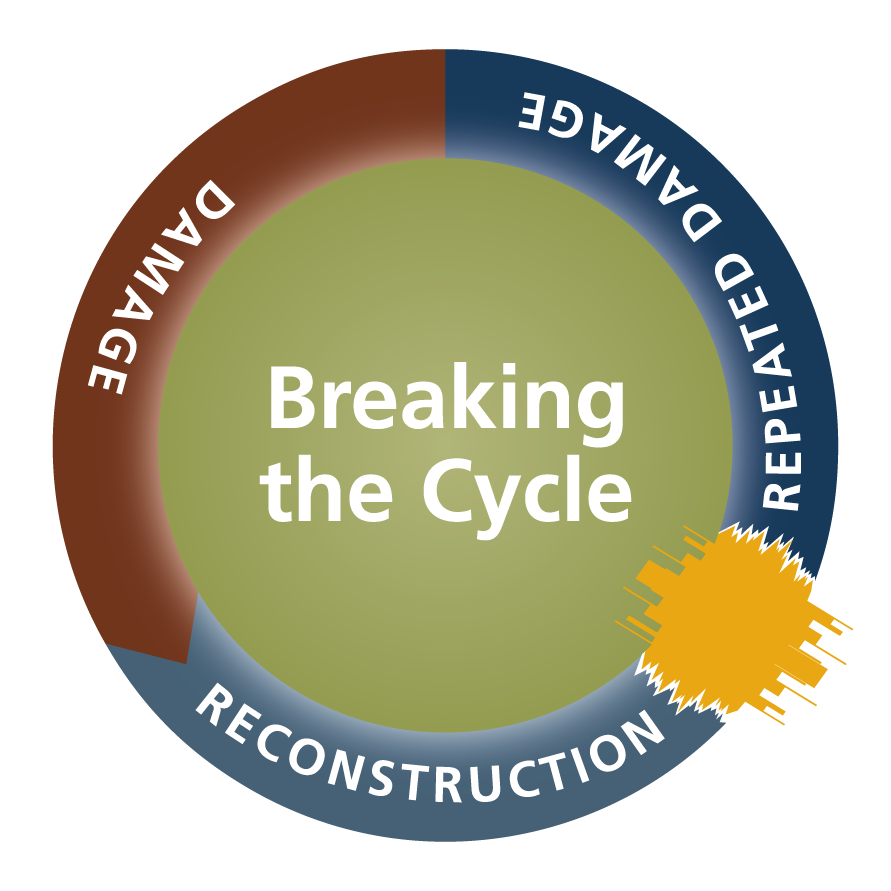 DAMAGE
REPEATED DAMAGE
Breaking
the Cycle
RECONSTRUCTION